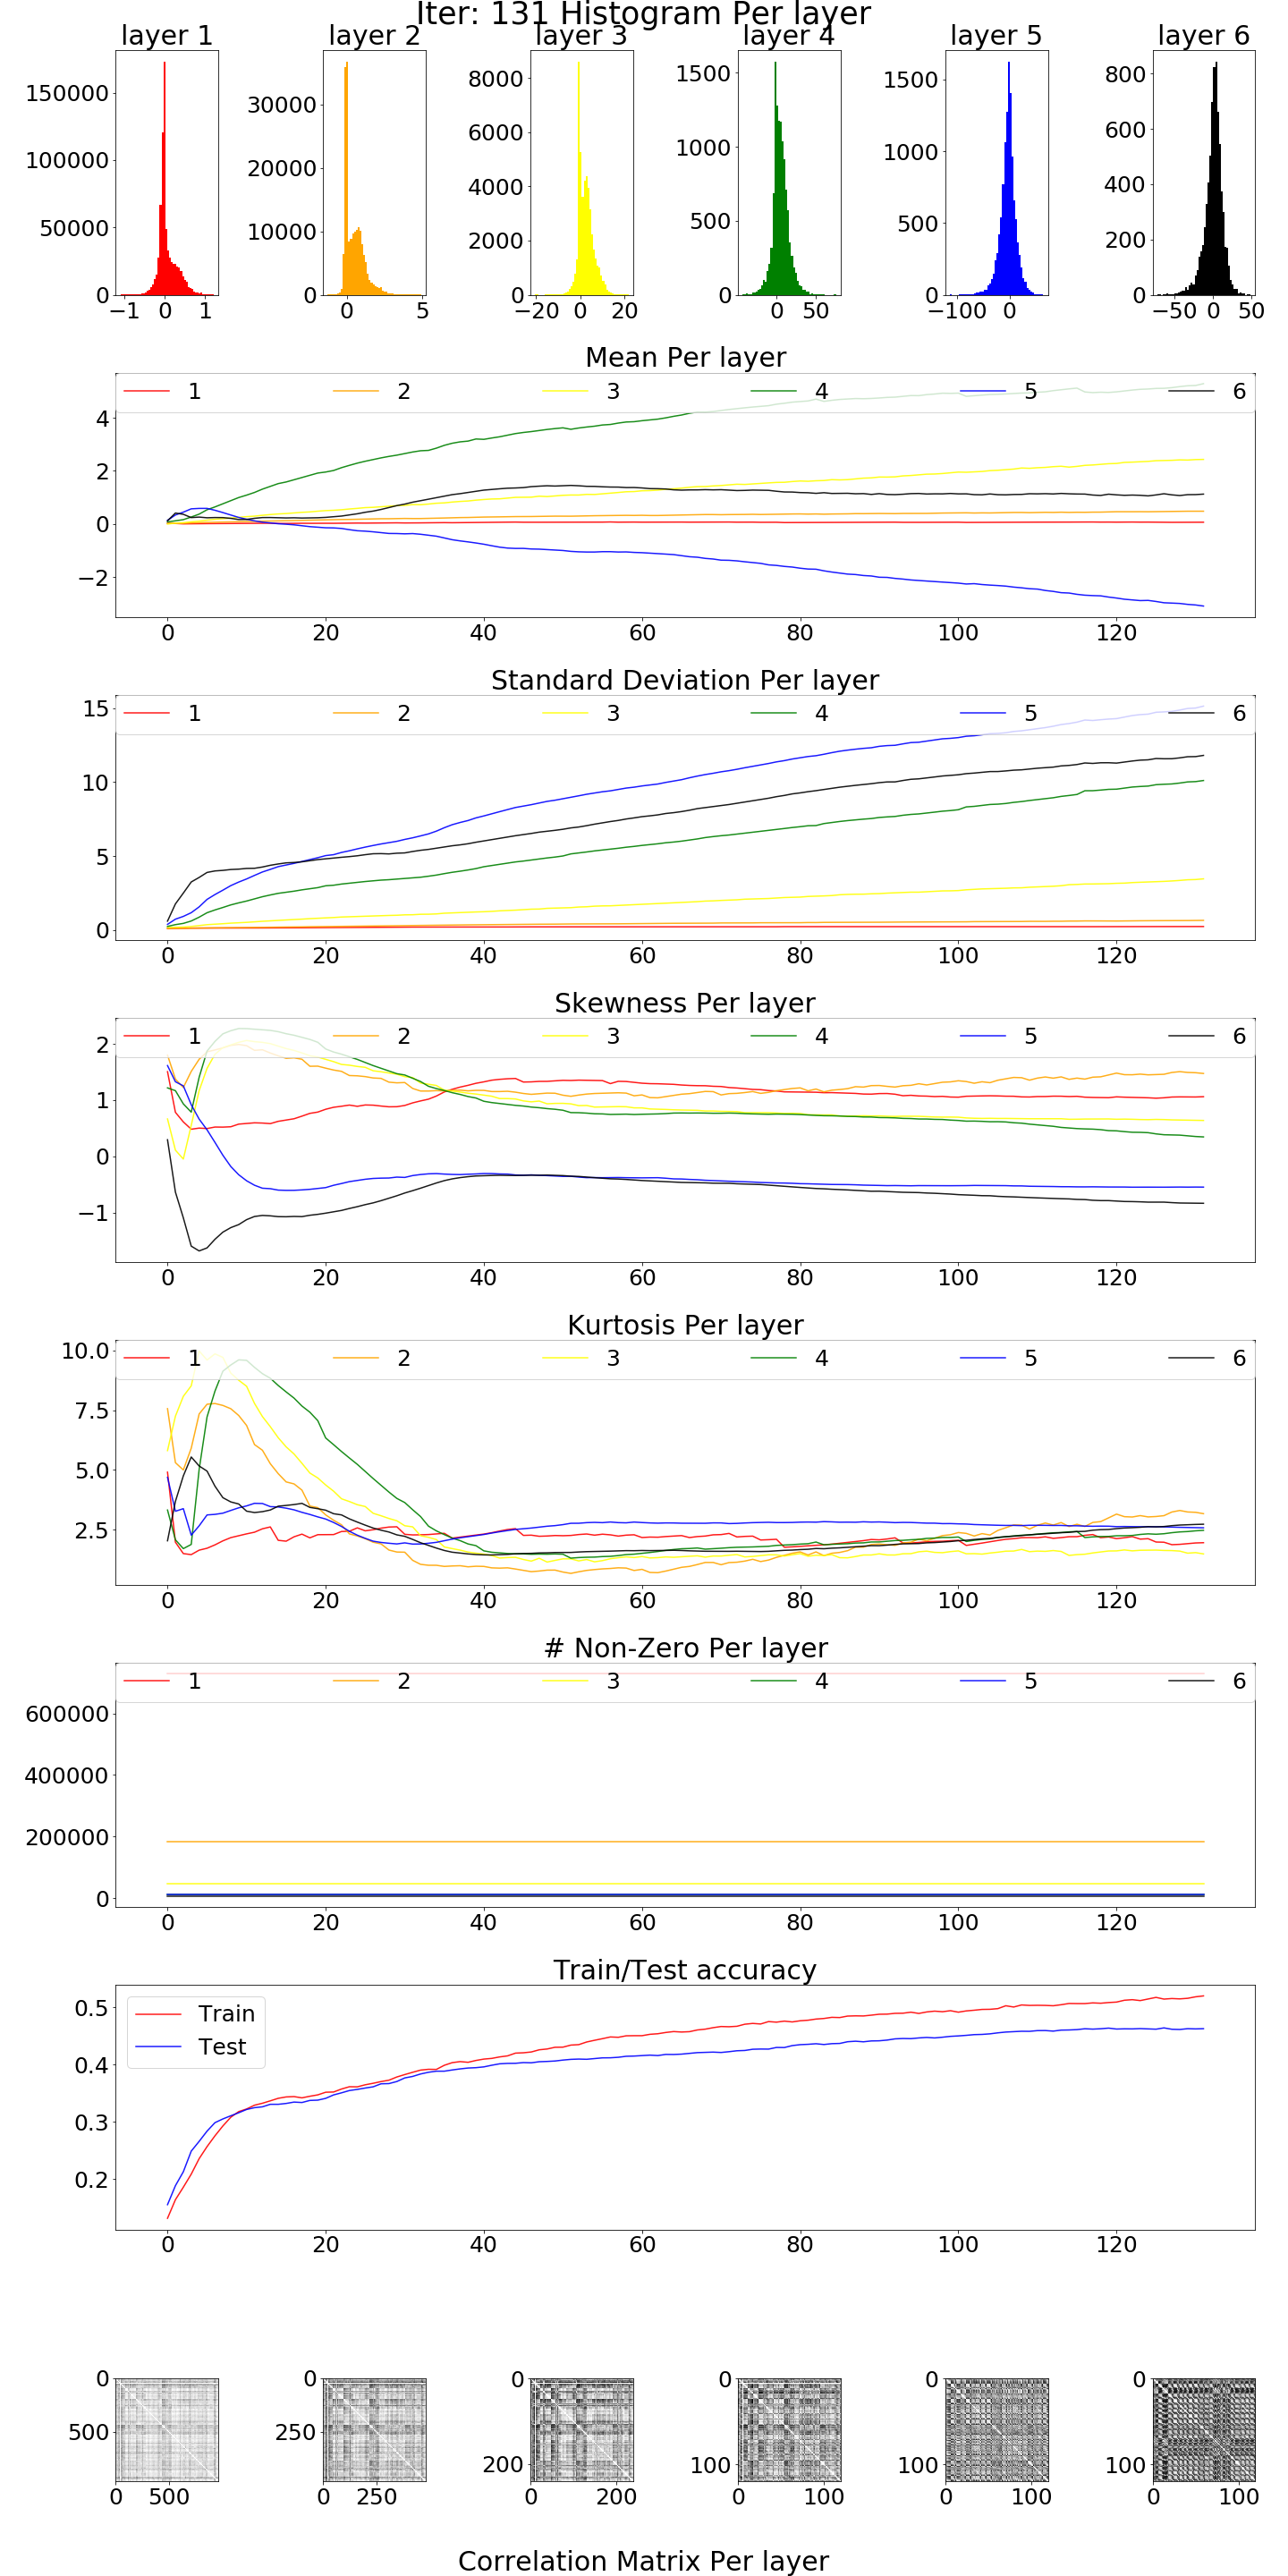 Iter: 131 Histogram Per layer
layer 1 layer 2 layer 3 layer 4 layer 5 layer 6
150000 100000 50000 0 −1 0 1
30000 20000 10000 0 0 5
8000 6000 4000 2000 0 −20 0 20
1500 1000 500 0 0 50
1500 1000 500 0 −100 0
800 600 400 200 0 −50 0 50
Mean Per layer
1 2 3 4 5 6
4
2
0
−2
0 20 40 60 80 100 120
Standard Deviation Per layer
1 2 3 4 5 6
15
10
5
0
0 20 40 60 80 100 120
Skewness Per layer
1 2 3 4 5 6
2
1
0
−1
0 20 40 60 80 100 120
Kurtosis Per layer
1 2 3 4 5 6
10.0
7.5
5.0
2.5
0 20 40 60 80 100 120
# Non-Zero Per layer
1 2 3 4 5 6
600000
400000
200000
0
0 20 40 60 80 100 120
Train/Test accuracy
Train
Test
0.5
0.4
0.3
0.2
0 20 40 60 80 100 120
0 500 0 500
0 250 0 250
0 200 0 200
0 100 0 100
0 100 0 100
0 100 0 100
Correlation Matrix Per layer